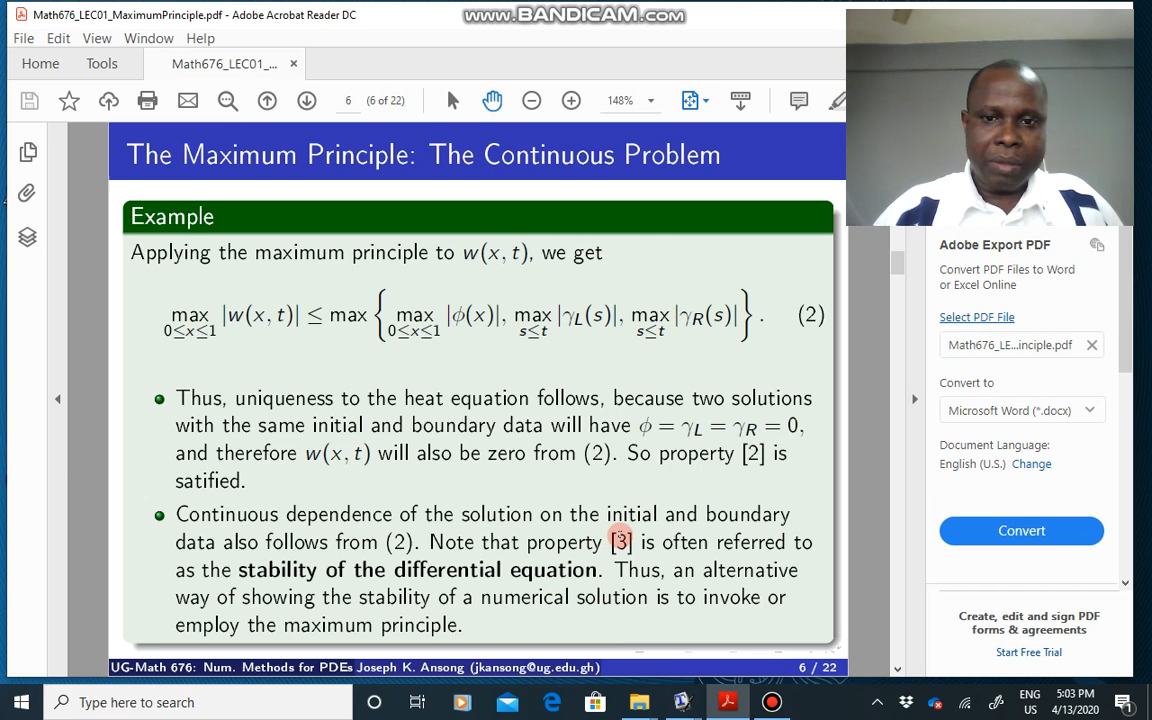 Math676_LEC01_MaximumPrinciple.pdf - Adobe Acrobat Reader DC
www.BANDICAM.com
File Edit View Window Help
Home Tools Math676_LEC01_... ×
6 (6 of 22) 148%
The Maximum Principle: The Continuous Problem
Example
Applying the maximum principle to w(x, t), we get
max_{0≤x≤1} |w(x, t)| ≤ max { max_{0≤x≤1} |ϕ(x)|, max_{s≤t} |γ_L(s)|, max_{s≤t} |γ_R(s)| } . (2)
Thus, uniqueness to the heat equation follows, because two solutions
with the same initial and boundary data will have ϕ = γ_L = γ_R = 0,
and therefore w(x, t) will also be zero from (2). So property [2] is
satified.
Continuous dependence of the solution on the initial and boundary
data also follows from (2). Note that property [3] is often referred to
as the stability of the differential equation. Thus, an alternative
way of showing the stability of a numerical solution is to invoke or
employ the maximum principle.
UG-Math 676: Num. Methods for PDEs Joseph K. Ansong (jkansong@ug.edu.gh) 6 / 22
Adobe Export PDF
Convert PDF Files to Word
or Excel Online
Select PDF File
Math676_LE...inciple.pdf ×
Convert to
Microsoft Word (*.docx)
Document Language:
English (U.S.) Change
Convert
Create, edit and sign PDF
forms & agreements
Start Free Trial
Type here to search
ENG
US
5:03 PM
4/13/2020
1